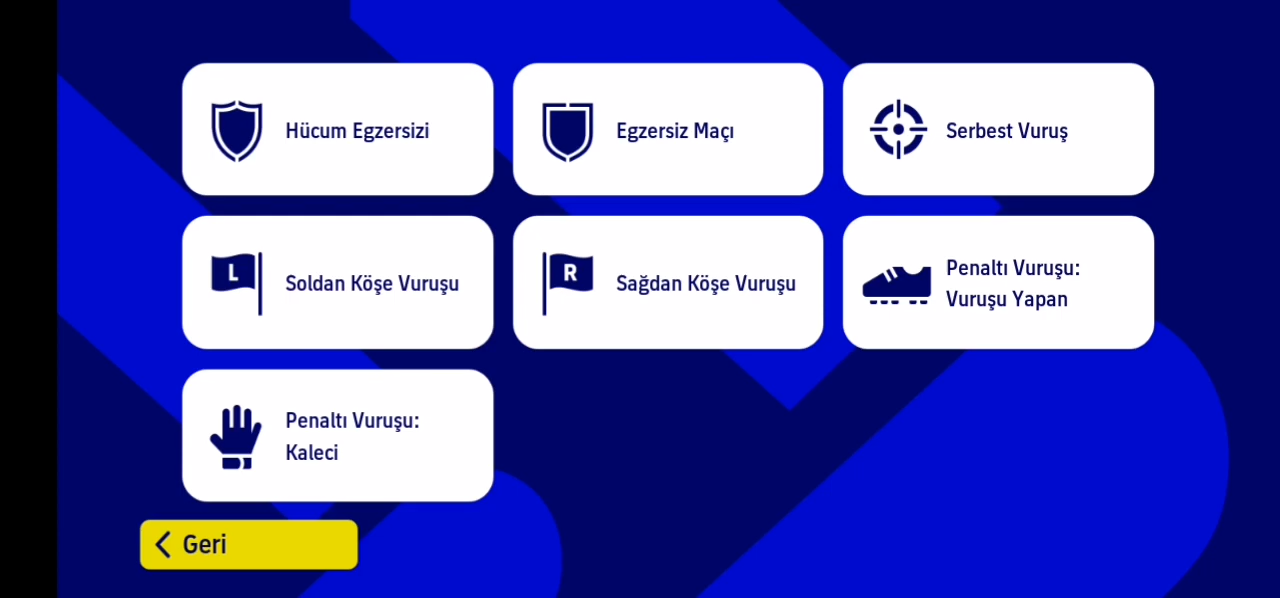 Hücum Egzersizi
Egzersiz Maçı
Serbest Vuruş
L
Soldan Köşe Vuruşu
R
Sağdan Köşe Vuruşu
Penaltı Vuruşu:
Vuruşu Yapan
Penaltı Vuruşu:
Kaleci
Geri